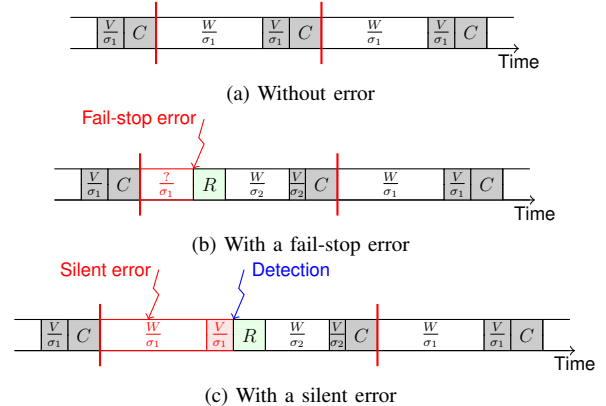 V/σ₁ C W/σ₁ V/σ₁ C W/σ₁ V/σ₁ C
Time
(a) Without error
Fail-stop error
V/σ₁ C ?/σ₁ R W/σ₂ V/σ₂ C W/σ₁ V/σ₁ C
Time
(b) With a fail-stop error
Silent error Detection
V/σ₁ C W/σ₁ V/σ₁ R W/σ₂ V/σ₂ C W/σ₁ V/σ₁ C
Time
(c) With a silent error